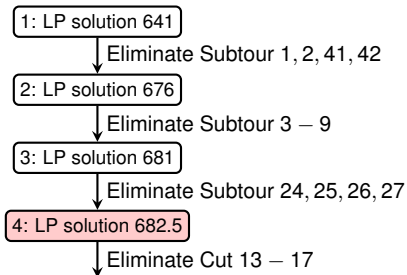 1: LP solution 641
Eliminate Subtour 1, 2, 41, 42
2: LP solution 676
Eliminate Subtour 3 − 9
3: LP solution 681
Eliminate Subtour 24, 25, 26, 27
4: LP solution 682.5
Eliminate Cut 13 − 17